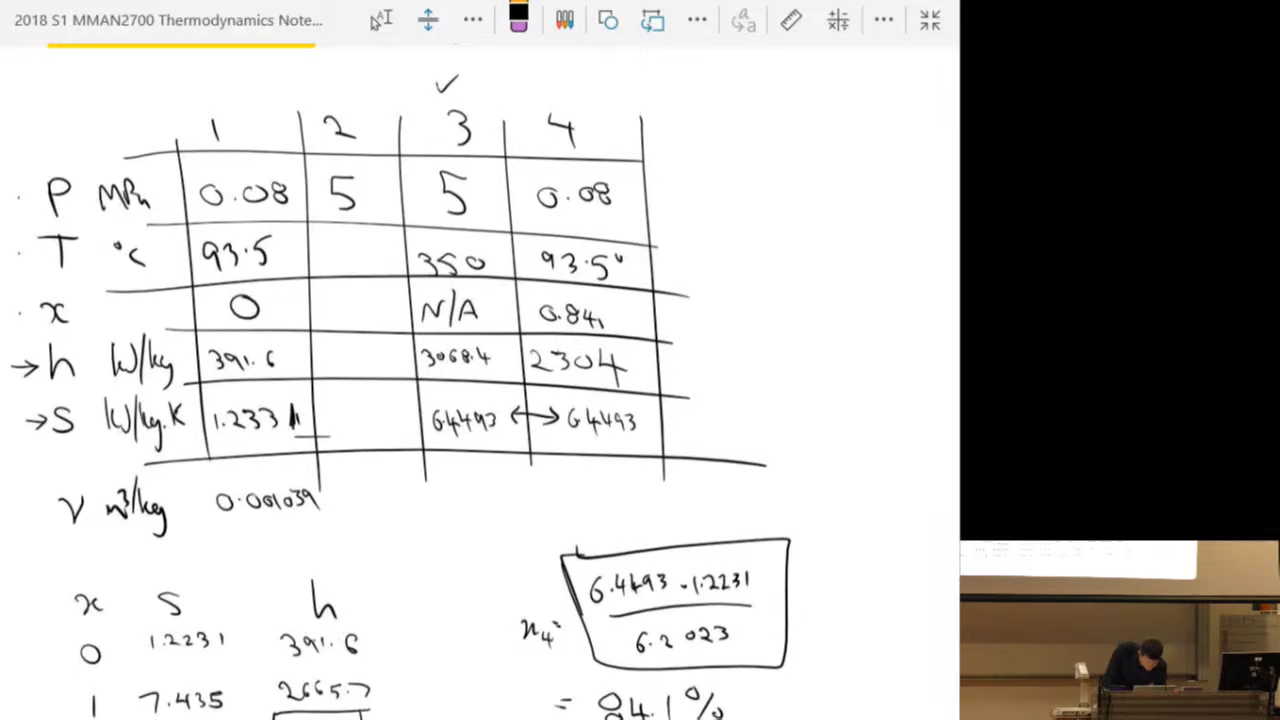 2018 S1 MMAN2700 Thermodynamics Note...
1 2 3 4
P MPa 0.08 5 5 0.08
T °C 93.5 350 93.5°
x 0 N/A 0.841
→ h kJ/kg 391.6 3068.4 2304
→ S kJ/kg.K 1.2331 6.4493 ↔ 6.4493
v m³/kg 0.001039
x S h
0 1.2231 391.6
1 7.435 2665.7
x4= 6.4493 - 1.2231
6.2023
= 84.1%